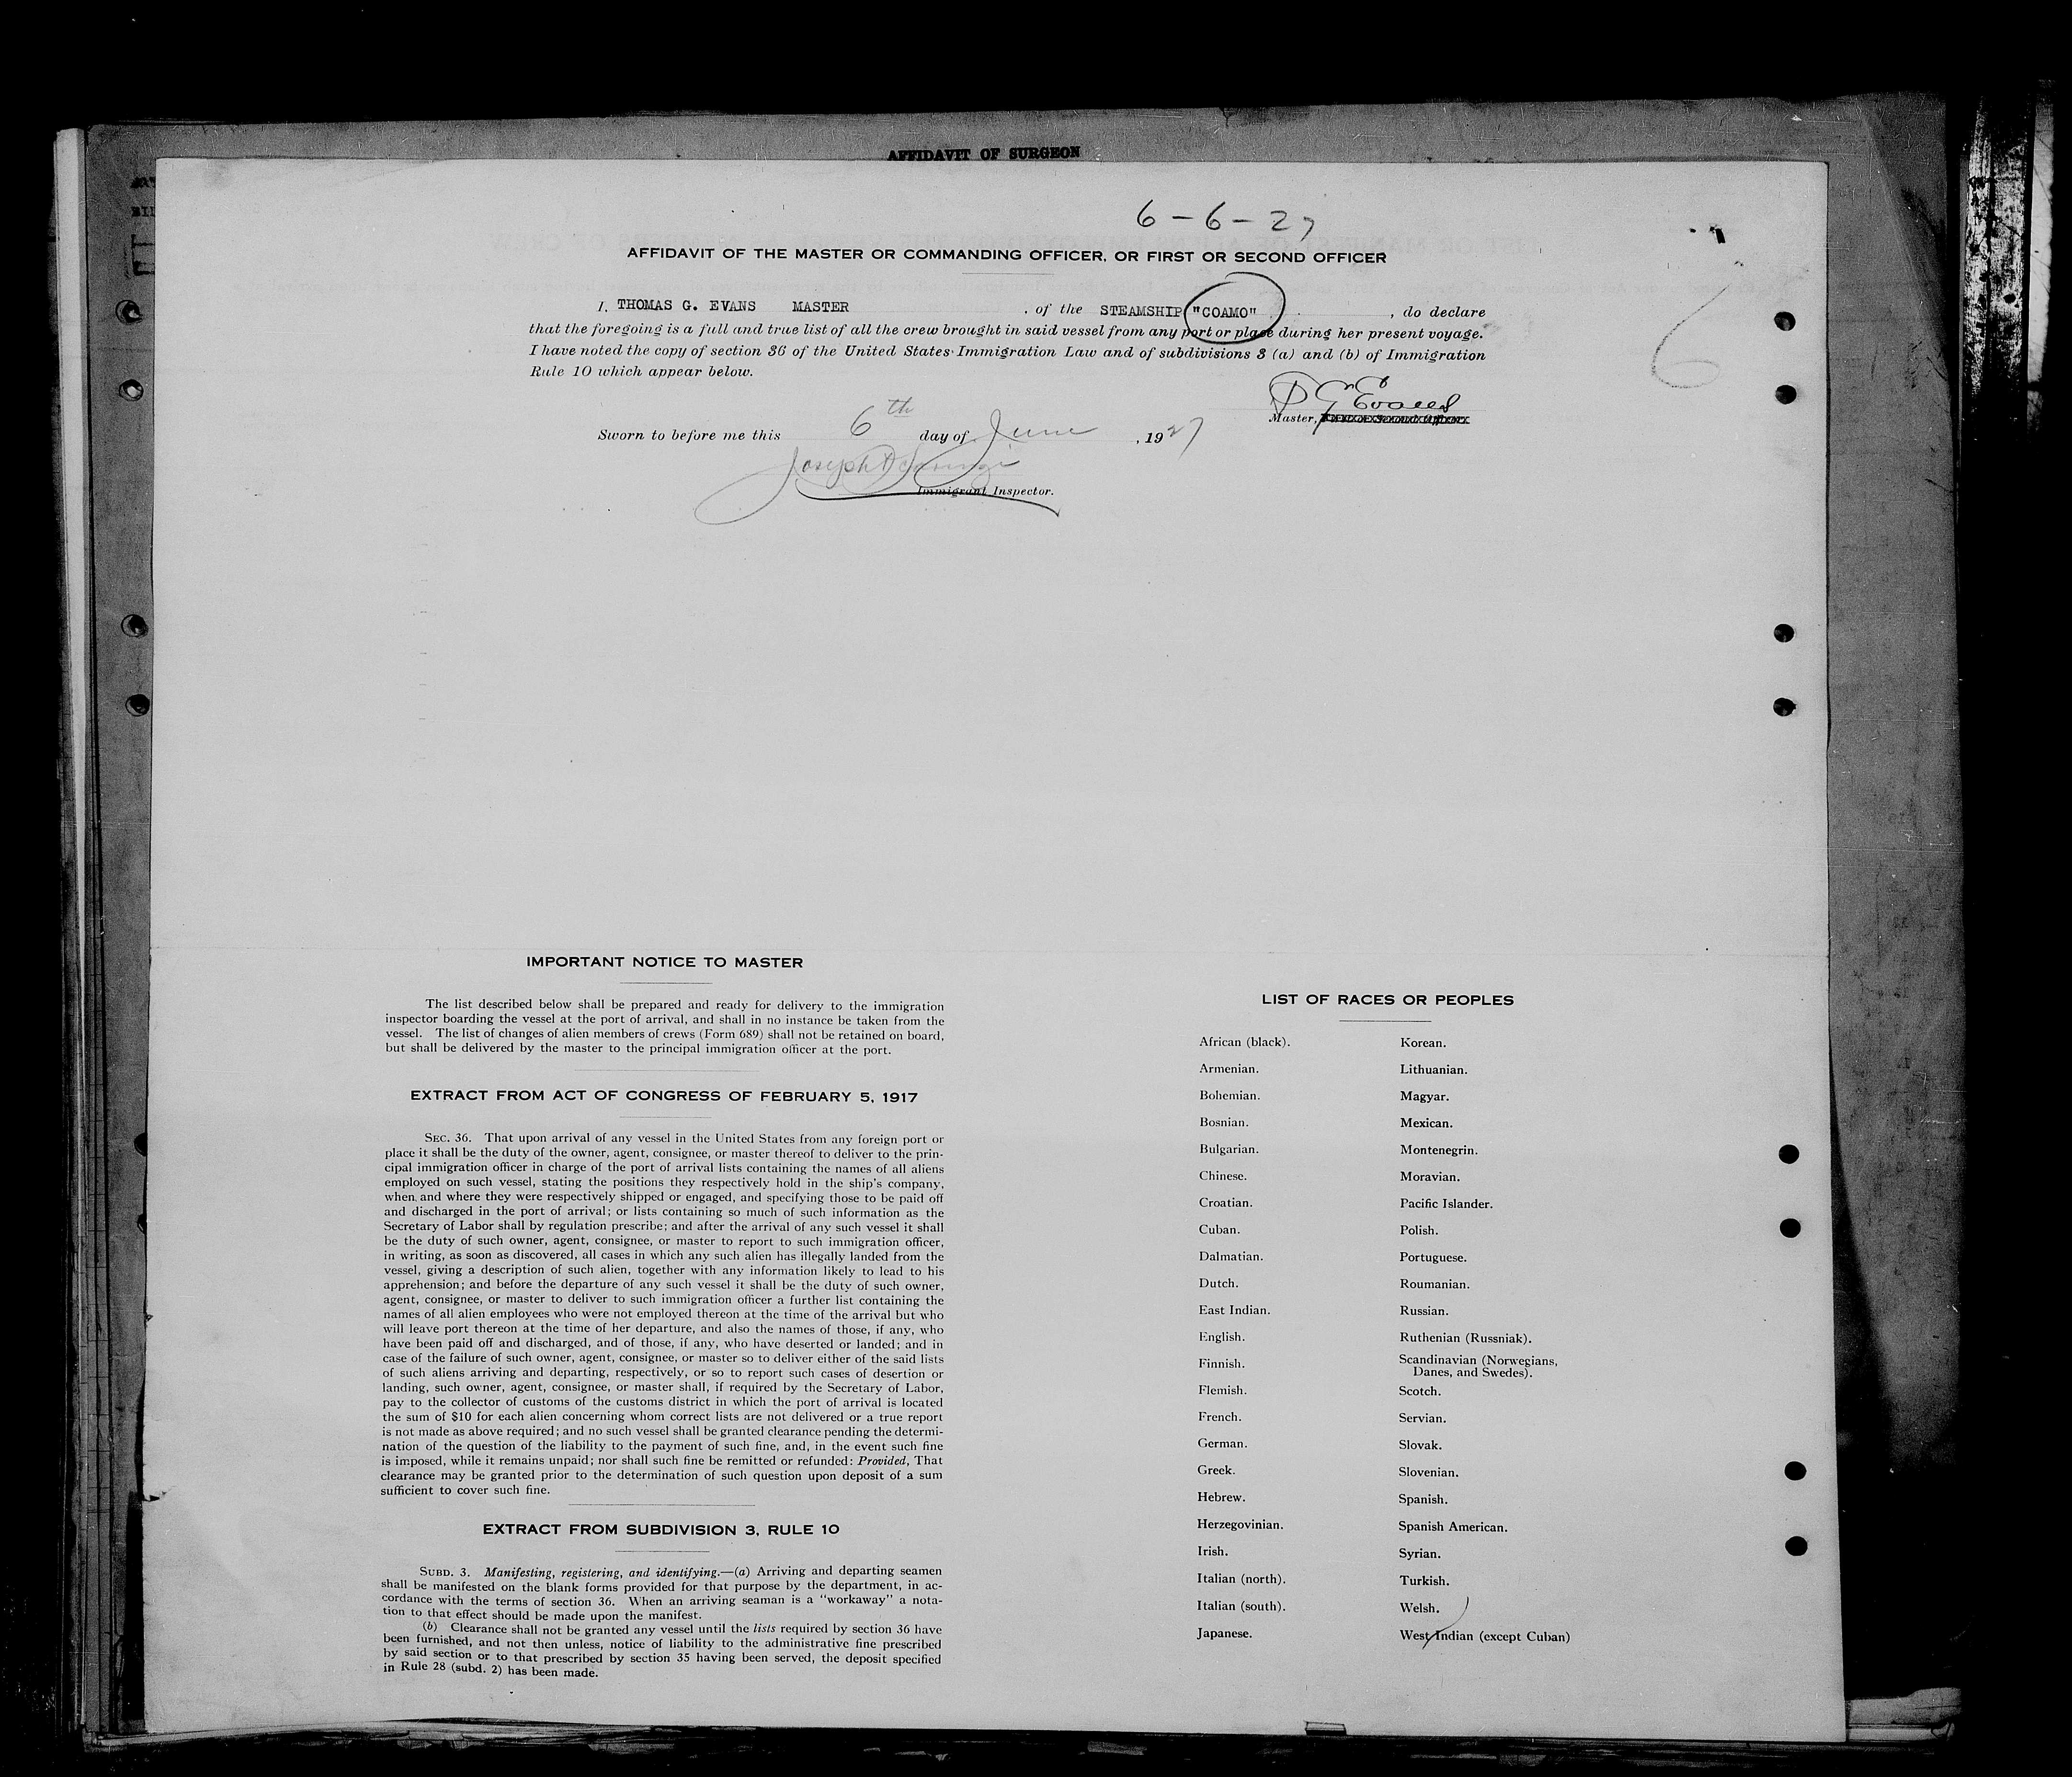 AFFIDAVIT OF SURGEON
6-6-27
AFFIDAVIT OF THE MASTER OR COMMANDING OFFICER, OR FIRST OR SECOND OFFICER
I, THOMAS G. EVANS MASTER , of the STEAMSHIP "COAMO" , do declare
that the foregoing is a full and true list of all the crew brought in said vessel from any port or place during her present voyage.
I have noted the copy of section 36 of the United States Immigration Law and of subdivisions 3 (a) and (b) of Immigration
Rule 10 which appear below.
6
T G Evans
Master,
Sworn to before me this 6th day of June , 1927
Joseph
Immigrant Inspector.
IMPORTANT NOTICE TO MASTER
The list described below shall be prepared and ready for delivery to the immigration
inspector boarding the vessel at the port of arrival, and shall in no instance be taken from the
vessel. The list of changes of alien members of crews (Form 689) shall not be retained on board,
but shall be delivered by the master to the principal immigration officer at the port.
EXTRACT FROM ACT OF CONGRESS OF FEBRUARY 5, 1917
SEC. 36. That upon arrival of any vessel in the United States from any foreign port or
place it shall be the duty of the owner, agent, consignee, or master thereof to deliver to the prin-
cipal immigration officer in charge of the port of arrival lists containing the names of all aliens
employed on such vessel, stating the positions they respectively hold in the ship's company,
when and where they were respectively shipped or engaged, and specifying those to be paid off
and discharged in the port of arrival; or lists containing so much of such information as the
Secretary of Labor shall by regulation prescribe; and after the arrival of any such vessel it shall
be the duty of such owner, agent, consignee, or master to report to such immigration officer,
in writing, as soon as discovered, all cases in which any such alien has illegally landed from the
vessel, giving a description of such alien, together with any information likely to lead to his
apprehension; and before the departure of any such vessel it shall be the duty of such owner,
agent, consignee, or master to deliver to such immigration officer a further list containing the
names of all alien employees who were not employed thereon at the time of the arrival but who
will leave port thereon at the time of her departure, and also the names of those, if any, who
have been paid off and discharged, and of those, if any, who have deserted or landed; and in
case of the failure of such owner, agent, consignee, or master so to deliver either of the said lists
of such aliens arriving and departing, respectively, or so to report such cases of desertion or
landing, such owner, agent, consignee, or master shall, if required by the Secretary of Labor,
pay to the collector of customs of the customs district in which the port of arrival is located
the sum of $10 for each alien concerning whom correct lists are not delivered or a true report
is not made as above required; and no such vessel shall be granted clearance pending the determi-
nation of the question of the liability to the payment of such fine, and, in the event such fine
is imposed, while it remains unpaid; nor shall such fine be remitted or refunded: Provided, That
clearance may be granted prior to the determination of such question upon deposit of a sum
sufficient to cover such fine.
EXTRACT FROM SUBDIVISION 3, RULE 10
SUBD. 3. Manifesting, registering, and identifying.—(a) Arriving and departing seamen
shall be manifested on the blank forms provided for that purpose by the department, in ac-
cordance with the terms of section 36. When an arriving seaman is a "workaway" a nota-
tion to that effect should be made upon the manifest.
(b) Clearance shall not be granted any vessel until the lists required by section 36 have
been furnished, and not then unless, notice of liability to the administrative fine prescribed
by said section or to that prescribed by section 35 having been served, the deposit specified
in Rule 28 (subd. 2) has been made.
LIST OF RACES OR PEOPLES
African (black).
Armenian.
Bohemian.
Bosnian.
Bulgarian.
Chinese.
Croatian.
Cuban.
Dalmatian.
Dutch.
East Indian.
English.
Finnish.
Flemish.
French.
German.
Greek.
Hebrew.
Herzegovinian.
Irish.
Italian (north).
Italian (south).
Japanese.
Korean.
Lithuanian.
Magyar.
Mexican.
Montenegrin.
Moravian.
Pacific Islander.
Polish.
Portuguese.
Roumanian.
Russian.
Ruthenian (Russniak).
Scandinavian (Norwegians,
Danes, and Swedes).
Scotch.
Servian.
Slovak.
Slovenian.
Spanish.
Spanish American.
Syrian.
Turkish.
Welsh.
West Indian (except Cuban)